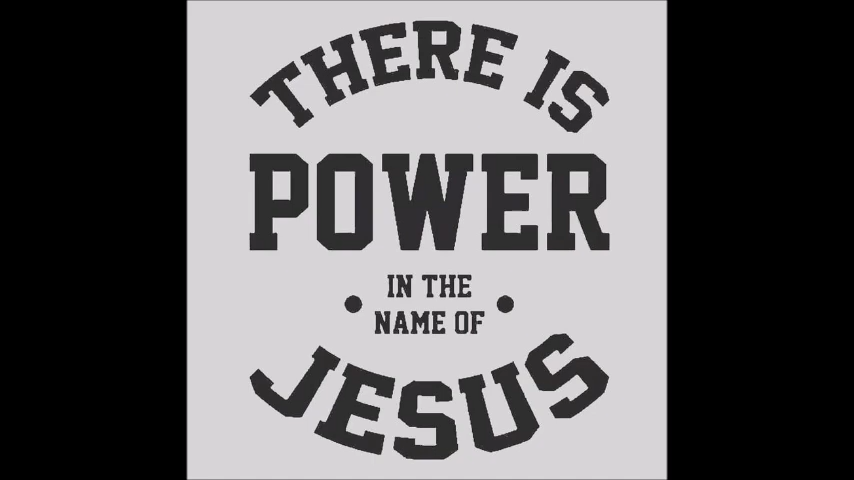 THERE IS
POWER
IN THE
NAME OF
JESUS